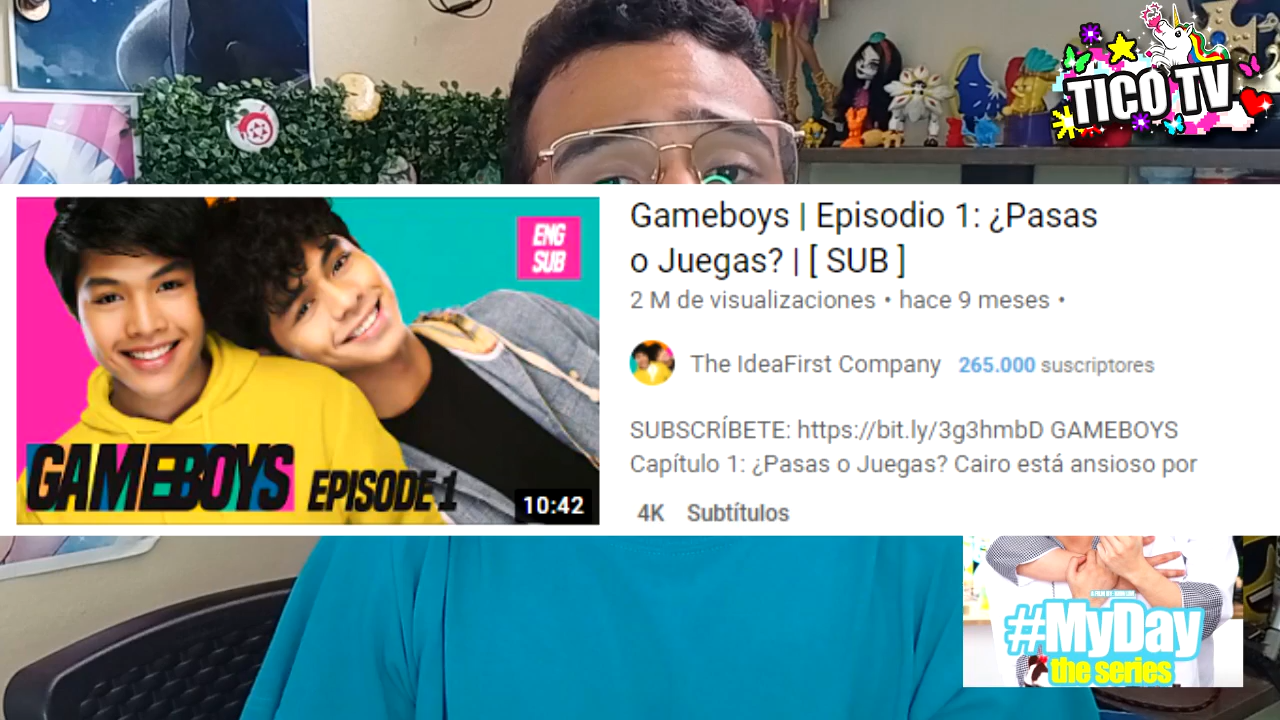 TICO TV
ENG
SUB
GAMEBOYS EPISODE 1
10:42
Gameboys | Episodio 1: ¿Pasas
o Juegas? | [ SUB ]
2 M de visualizaciones • hace 9 meses •
The IdeaFirst Company 265.000 suscriptores
SUBSCRÍBETE: https://bit.ly/3g3hmbD GAMEBOYS
Capítulo 1: ¿Pasas o Juegas? Cairo está ansioso por
4K Subtítulos
#MyDay
the series